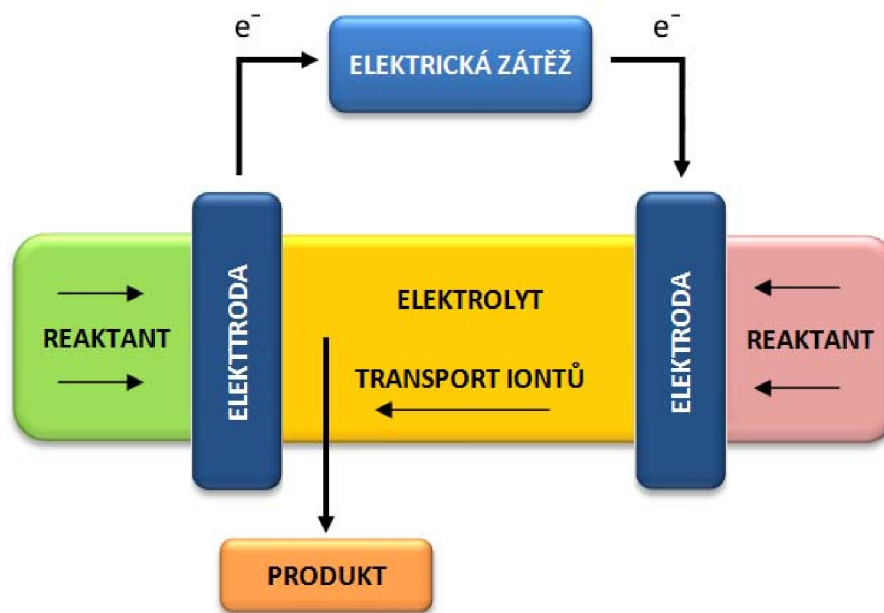 e⁻
ELEKTRICKÁ ZÁTĚŽ
e⁻
REAKTANT
ELEKTTRODA
ELEKTROLYT
TRANSPORT IONTŮ
ELEKTRODA
REAKTANT
PRODUKT